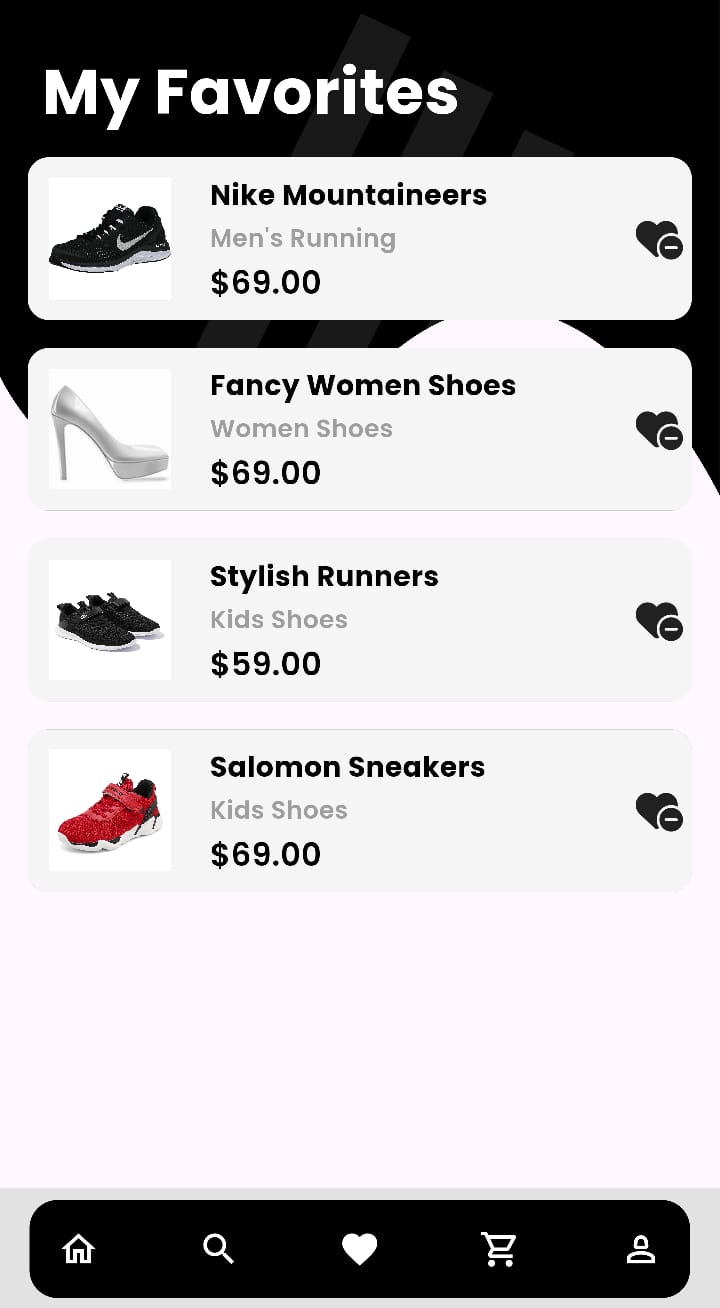 My Favorites
Nike Mountaineers
Men's Running
$69.00
Fancy Women Shoes
Women Shoes
$69.00
Stylish Runners
Kids Shoes
$59.00
Salomon Sneakers
Kids Shoes
$69.00